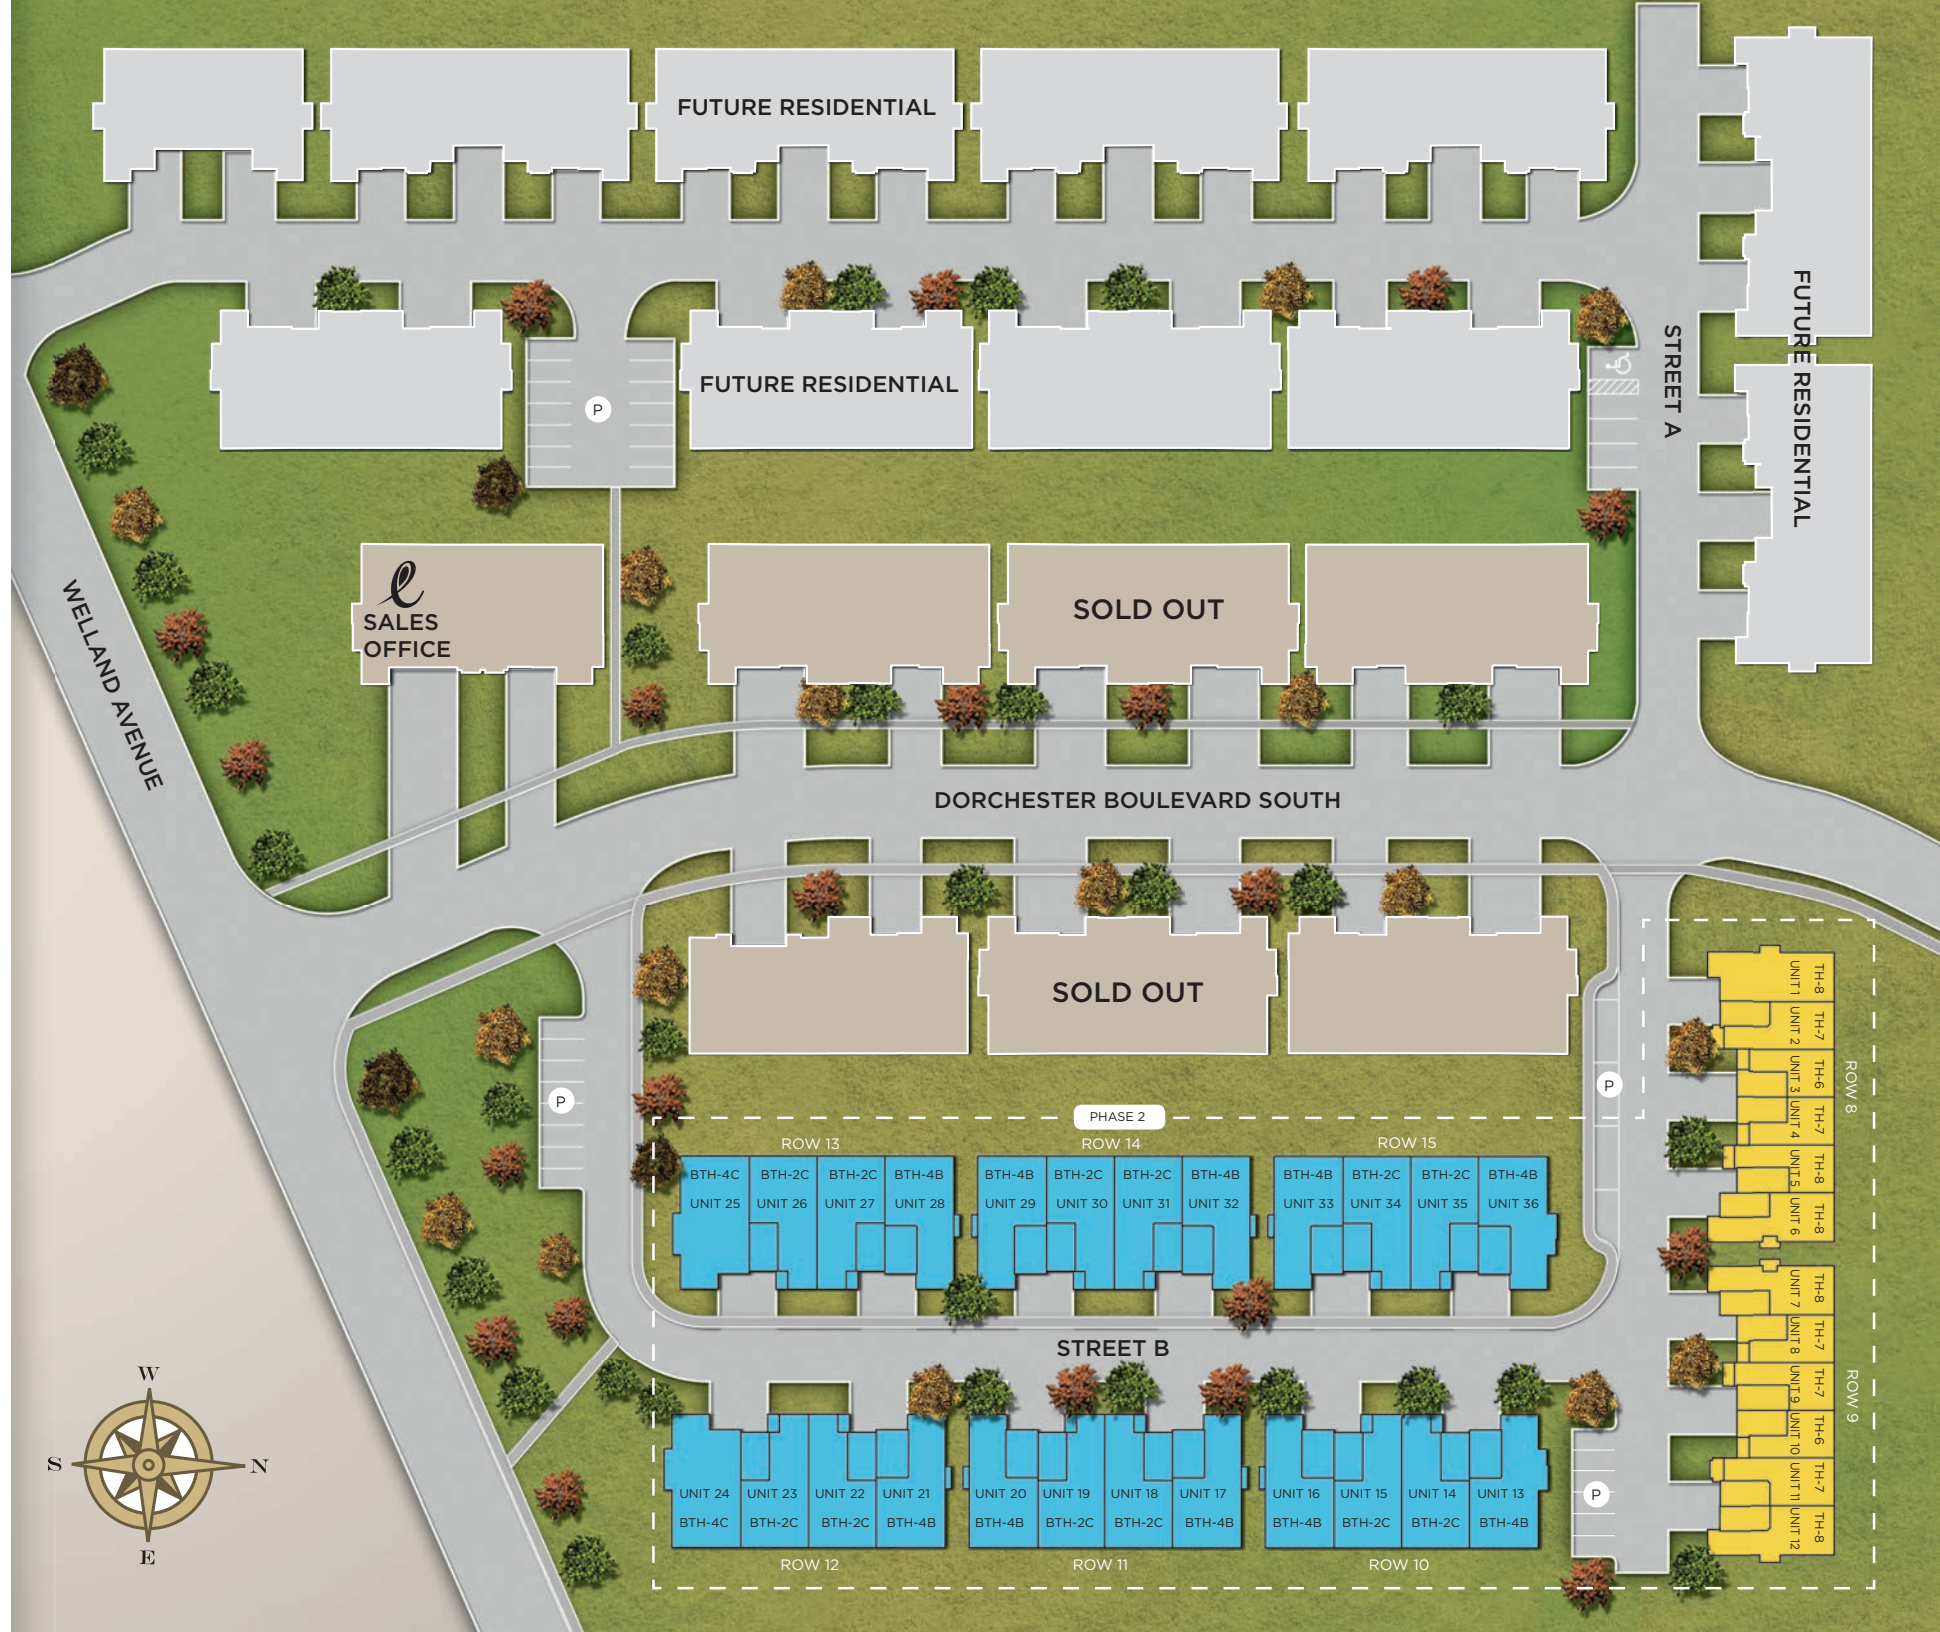 FUTURE RESIDENTIAL
FUTURE RESIDENTIAL
P
STREET A
FUTURE RESIDENTIAL
SALES
OFFICE
SOLD OUT
WELLAND AVENUE
DORCHESTER BOULEVARD SOUTH
SOLD OUT
P
P
PHASE 2
ROW 13
ROW 14
ROW 15
BTH-4C BTH-2C BTH-2C BTH-4B
UNIT 25 UNIT 26 UNIT 27 UNIT 28
BTH-4B BTH-2C BTH-2C BTH-4B
UNIT 29 UNIT 30 UNIT 31 UNIT 32
BTH-4B BTH-2C BTH-2C BTH-4B
UNIT 33 UNIT 34 UNIT 35 UNIT 36
TH-8
UNIT 1
TH-7
UNIT 2
TH-6
UNIT 3
TH-7
UNIT 4
TH-8
UNIT 5
TH-8
UNIT 6
ROW 8
TH-8
UNIT 7
TH-7
UNIT 8
TH-7
UNIT 9
TH-6
UNIT 10
TH-7
UNIT 11
TH-8
UNIT 12
ROW 9
STREET B
UNIT 24 UNIT 23 UNIT 22 UNIT 21
BTH-4C BTH-2C BTH-2C BTH-4B
UNIT 20 UNIT 19 UNIT 18 UNIT 17
BTH-4B BTH-2C BTH-2C BTH-4B
UNIT 16 UNIT 15 UNIT 14 UNIT 13
BTH-4B BTH-2C BTH-2C BTH-4B
P
ROW 12
ROW 11
ROW 10
W
S
N
E